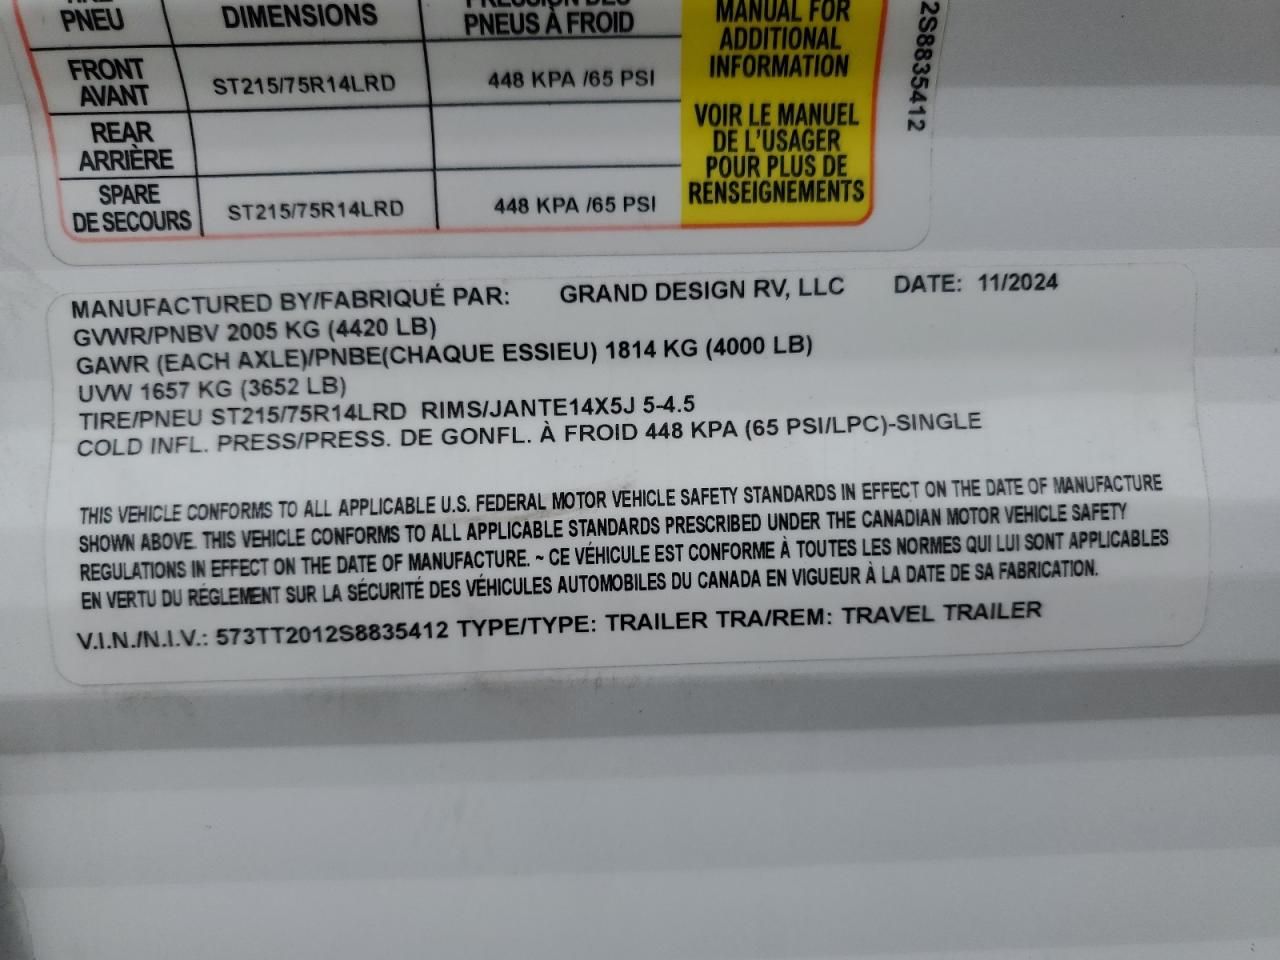 PNEU DIMENSIONS PNEUS À FROID
MANUAL FOR
ADDITIONAL
INFORMATION
FRONT
AVANT ST215/75R14LRD 448 KPA /65 PSI
REAR
ARRIÈRE
SPARE
DE SECOURS ST215/75R14LRD 448 KPA /65 PSI
VOIR LE MANUEL
DE L'USAGER
POUR PLUS DE
RENSEIGNEMENTS
2S8835412
MANUFACTURED BY/FABRIQUÉ PAR: GRAND DESIGN RV, LLC DATE: 11/2024
GVWR/PNBV 2005 KG (4420 LB)
GAWR (EACH AXLE)/PNBE(CHAQUE ESSIEU) 1814 KG (4000 LB)
UVW 1657 KG (3652 LB)
TIRE/PNEU ST215/75R14LRD RIMS/JANTE14X5J 5-4.5
COLD INFL. PRESS/PRESS. DE GONFL. À FROID 448 KPA (65 PSI/LPC)-SINGLE
THIS VEHICLE CONFORMS TO ALL APPLICABLE U.S. FEDERAL MOTOR VEHICLE SAFETY STANDARDS IN EFFECT ON THE DATE OF MANUFACTURE
SHOWN ABOVE. THIS VEHICLE CONFORMS TO ALL APPLICABLE STANDARDS PRESCRIBED UNDER THE CANADIAN MOTOR VEHICLE SAFETY
REGULATIONS IN EFFECT ON THE DATE OF MANUFACTURE. ~ CE VÉHICULE EST CONFORME À TOUTES LES NORMES QUI LUI SONT APPLICABLES
EN VERTU DU RÉGLEMENT SUR LA SÉCURITÉ DES VÉHICULES AUTOMOBILES DU CANADA EN VIGUEUR À LA DATE DE SA FABRICATION.
V.I.N./N.I.V.: 573TT2012S8835412 TYPE/TYPE: TRAILER TRA/REM: TRAVEL TRAILER